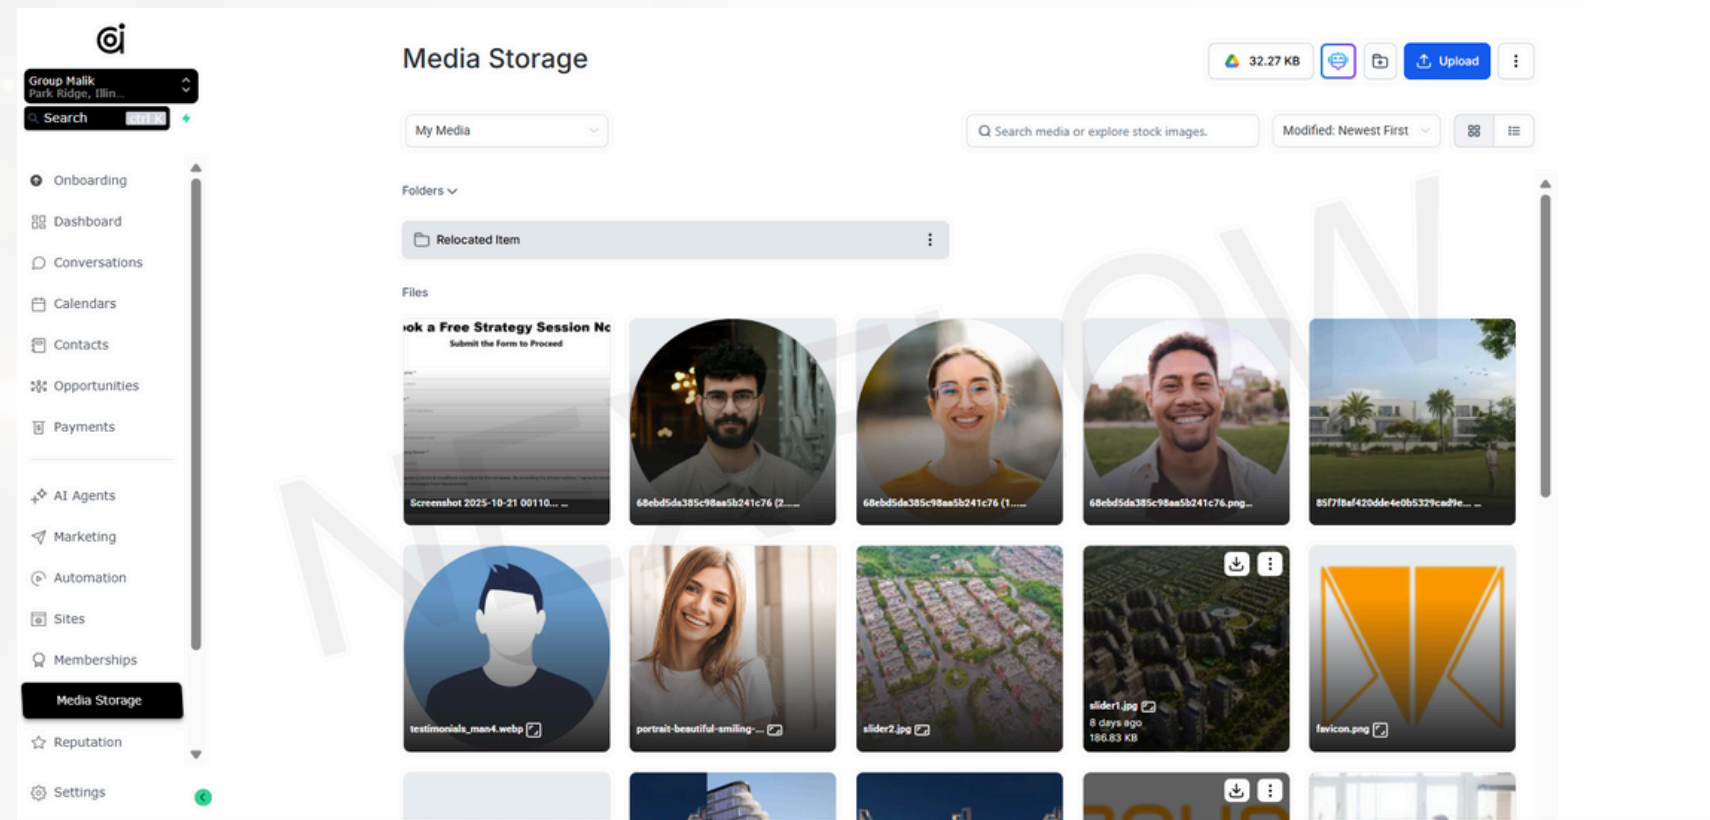 Group Malik
Park Ridge, Illin...
Search ctrl K
Onboarding
Dashboard
Conversations
Calendars
Contacts
Opportunities
Payments
AI Agents
Marketing
Automation
Sites
Memberships
Media Storage
Reputation
Settings
Media Storage
32.27 KB
Upload
My Media
Search media or explore stock images.
Modified: Newest First
Folders
Relocated Item
Files
ook a Free Strategy Session No
Submit the Form to Proceed
Screenshot 2025-10-21 00110... ...
68ebd5da385c98aa5b241c76 (2......
68ebd5da385c98aa5b241c76 (1......
68ebd5da385c98aa5b241c76.png...
85f7f8af420dde4e0b5329cad9e... ...
testimonials_man4.webp
portrait-beautiful-smiling-...
slider2.jpg
slider1.jpg
8 days ago
186.83 KB
favicon.png
NEXFLOW